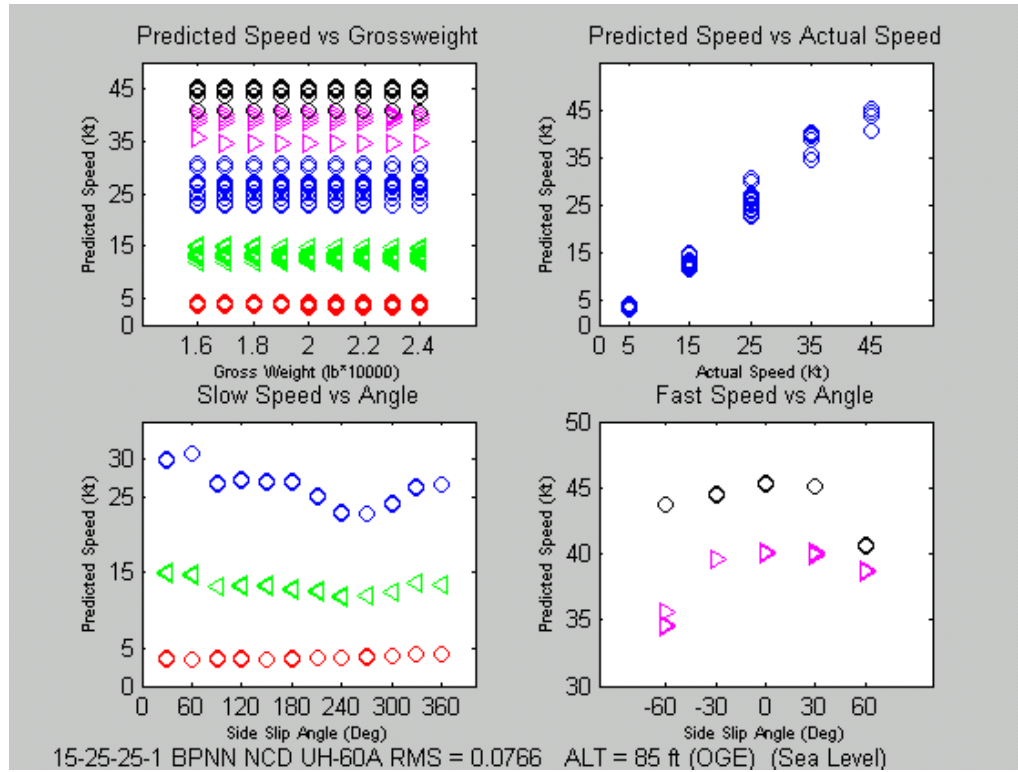 Predicted Speed vs Grossweight
Predicted Speed (Kt)
45
35
25
15
5
0
1.6 1.8 2 2.2 2.4
Gross Weight (lb*10000)
Predicted Speed vs Actual Speed
Predicted Speed (Kt)
45
35
25
15
5
0
0 5 15 25 35 45
Actual Speed (Kt)
Slow Speed vs Angle
Predicted Speed (Kt)
30
25
15
5
0
0 60 120 180 240 300 360
Side Slip Angle (Deg)
Fast Speed vs Angle
Predicted Speed (Kt)
50
45
40
35
30
-60 -30 0 30 60
Side Slip Angle (Deg)
15-25-25-1 BPNN NCD UH-60A RMS = 0.0766 ALT = 85 ft (OGE) (Sea Level)